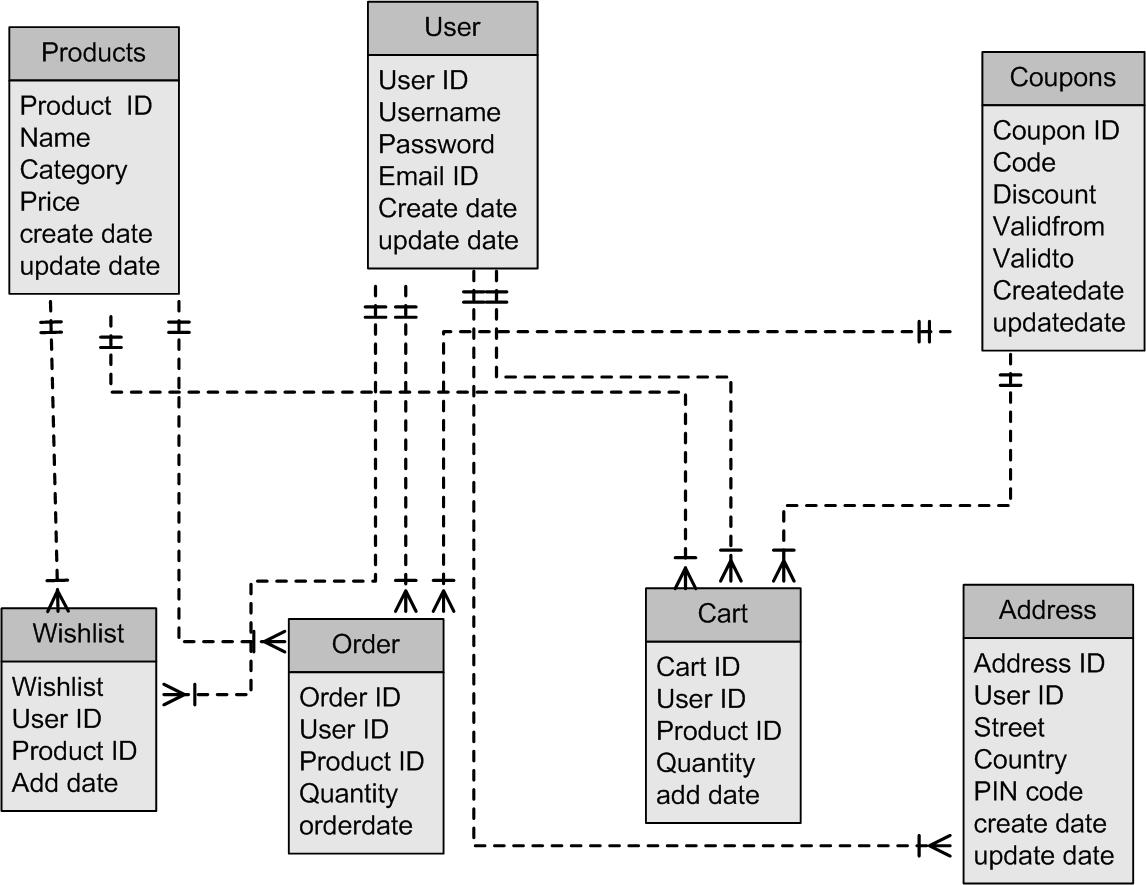 Products
Product  ID
Name
Category
Price
create date
update date
User
User ID
Username
Password
Email ID
Create date
update date
Coupons
Coupon ID
Code
Discount
Validfrom
Validto
Createdate
updatedate
Wishlist
Wishlist
User ID
Product ID
Add date
Order
Order ID
User ID
Product ID
Quantity
orderdate
Cart
Cart ID
User ID
Product ID
Quantity
add date
Address
Address ID
User ID
Street
Country
PIN code
create date
update date